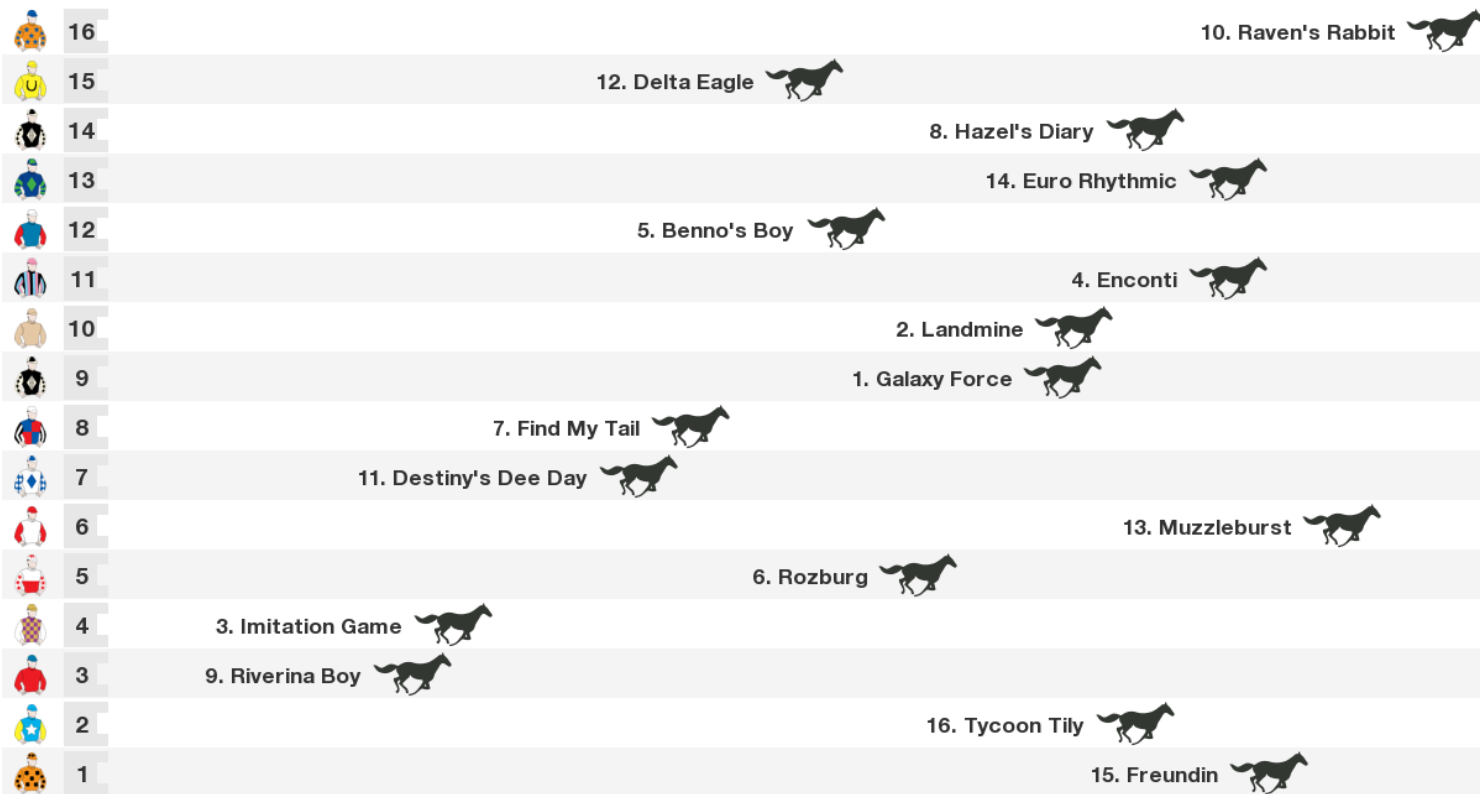 16 10. Raven's Rabbit
15 12. Delta Eagle
14 8. Hazel's Diary
13 14. Euro Rhythmic
12 5. Benno's Boy
11 4. Enconti
10 2. Landmine
9 1. Galaxy Force
8 7. Find My Tail
7 11. Destiny's Dee Day
6 13. Muzzleburst
5 6. Rozburg
4 3. Imitation Game
3 9. Riverina Boy
2 16. Tycoon Tily
1 15. Freundin